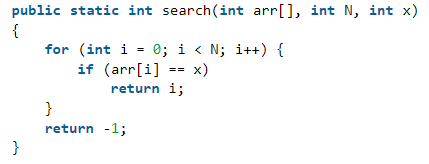 public static int search(int arr[], int N, int x)
{
    for (int i = 0; i < N; i++) {
        if (arr[i] == x)
            return i;
    }
    return -1;
}